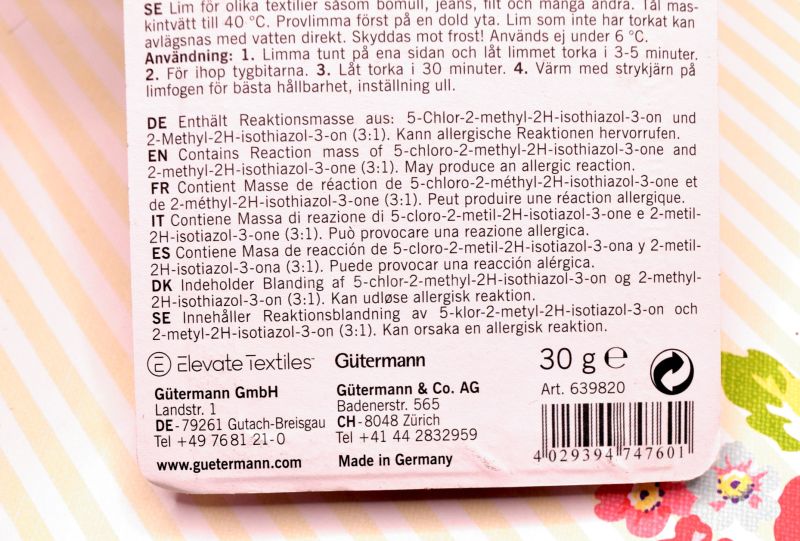 SE Lim för olika textilier såsom bomull, jeans, filt och många andra. Tål mas-
kintvätt till 40 °C. Provlimma först på en dold yta. Lim som inte har torkat kan
avlägsnas med vatten direkt. Skyddas mot frost! Används ej under 6 °C.
Användning: 1. Limma tunt på ena sidan och låt limmet torka i 3-5 minuter.
2. För ihop tygbitarna. 3. Låt torka i 30 minuter. 4. Värm med strykjärn på
limfogen för bästa hållbarhet, inställning ull.
DE Enthält Reaktionsmasse aus: 5-Chlor-2-methyl-2H-isothiazol-3-on und
2-Methyl-2H-isothiazol-3-on (3:1). Kann allergische Reaktionen hervorrufen.
EN Contains Reaction mass of 5-chloro-2-methyl-2H-isothiazol-3-one and
2-methyl-2H-isothiazol-3-one (3:1). May produce an allergic reaction.
FR Contient Masse de réaction de 5-chloro-2-méthyl-2H-isothiazol-3-one et
de 2-méthyl-2H-isothiazol-3-one (3:1). Peut produire une réaction allergique.
IT Contiene Massa di reazione di 5-cloro-2-metil-2H-isotiazol-3-one e 2-metil-
2H-isotiazol-3-one (3:1). Può provocare una reazione allergica.
ES Contiene Masa de reacción de 5-cloro-2-metil-2H-isotiazol-3-ona y 2-metil-
2H-isotiazol-3-ona (3:1). Puede provocar una reacción alérgica.
DK Indeholder Blanding af 5-chlor-2-methyl-2H-isothiazol-3-on og 2-methyl-
2H-isothiazol-3-on (3:1). Kan udløse allergisk reaktion.
SE Innehåller Reaktionsblandning av 5-klor-2-metyl-2H-isotiazol-3-on och
2-metyl-2H-isotiazol-3-on (3:1). Kan orsaka en allergisk reaktion.
Elevate Textiles™ Gütermann 30 g ℮
Art. 639820
Gütermann GmbH
Landstr. 1
DE-79261 Gutach-Breisgau
Tel +49 7681 21-0
www.guetermann.com
Gütermann & Co. AG
Badenerstr. 565
CH-8048 Zürich
Tel +41 44 2832959
Made in Germany
4 029394 747601